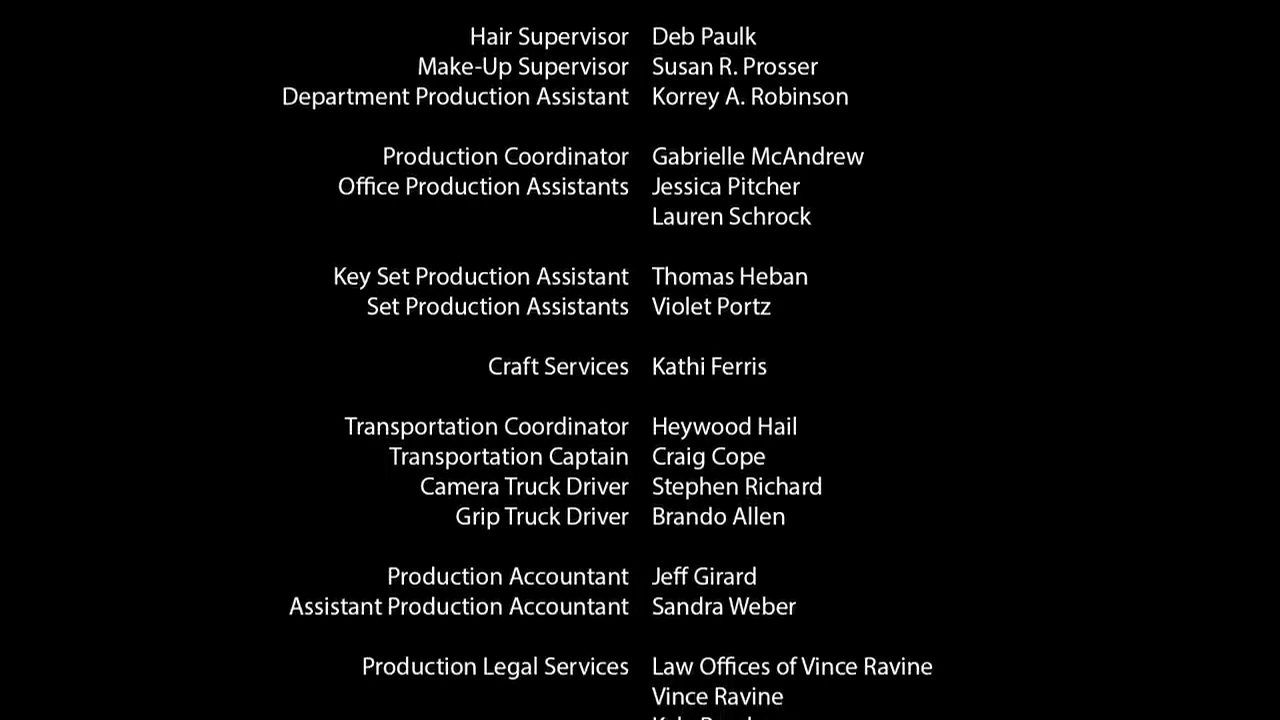 Hair Supervisor Deb Paulk
Make-Up Supervisor Susan R. Prosser
Department Production Assistant Korrey A. Robinson
Production Coordinator Gabrielle McAndrew
Office Production Assistants Jessica Pitcher
Lauren Schrock
Key Set Production Assistant Thomas Heban
Set Production Assistants Violet Portz
Craft Services Kathi Ferris
Transportation Coordinator Heywood Hail
Transportation Captain Craig Cope
Camera Truck Driver Stephen Richard
Grip Truck Driver Brando Allen
Production Accountant Jeff Girard
Assistant Production Accountant Sandra Weber
Production Legal Services Law Offices of Vince Ravine
Vince Ravine